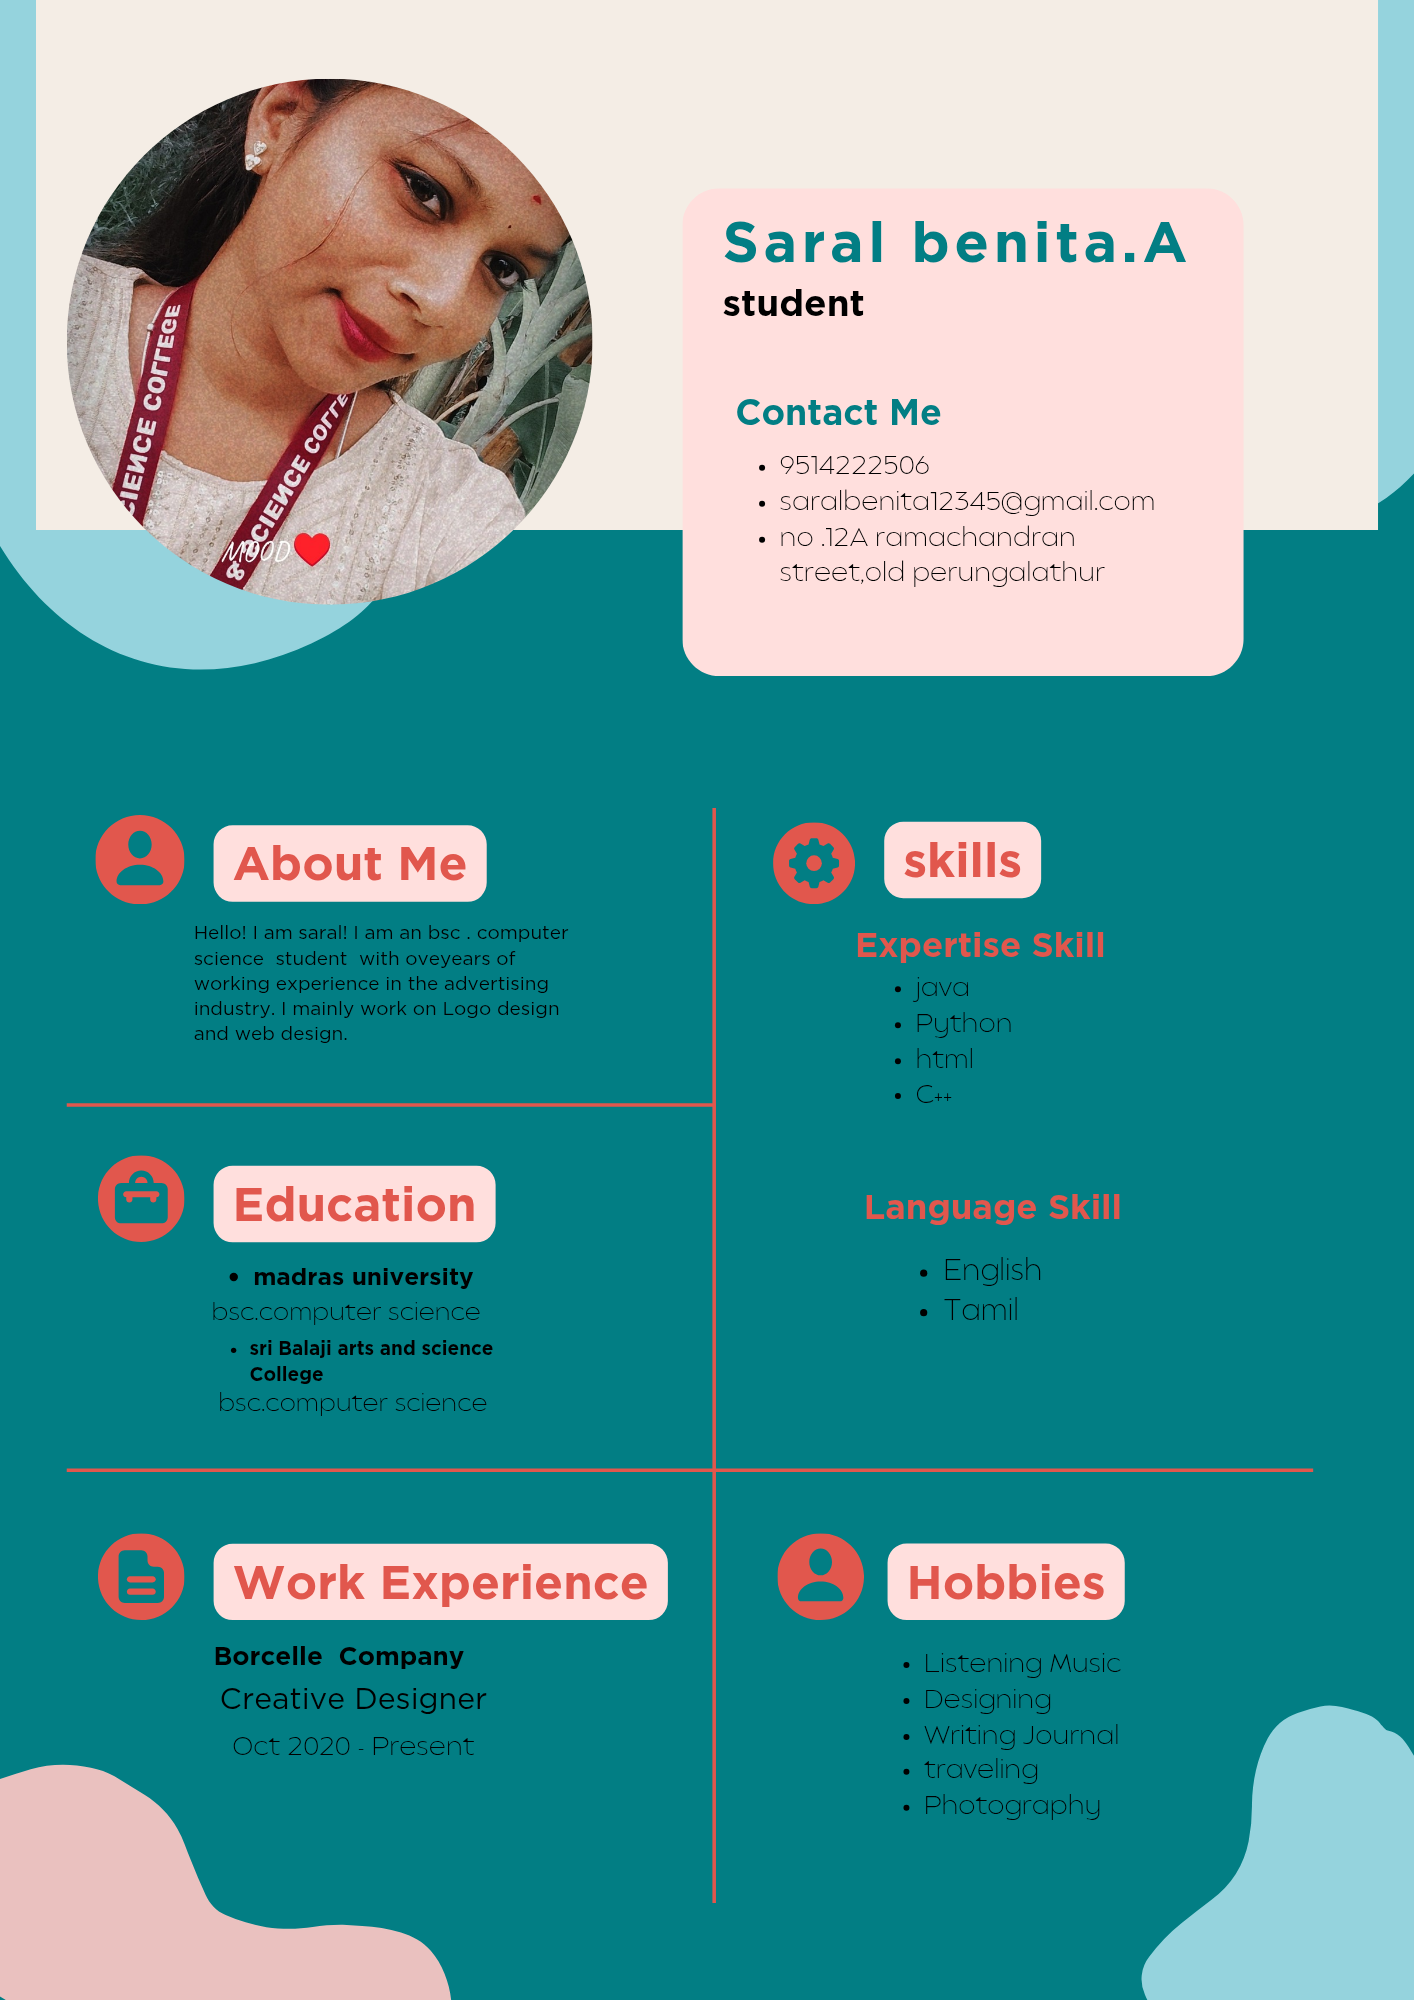 Saral benita.A
student
Contact Me
• 9514222506
• saralbenita12345@gmail.com
• no .12A ramachandran
street,old perungalathur
CIENCE COLLEGE
& SCIENCE COLLE
MOOD❤️
About Me
Hello! I am saral! I am an bsc . computer
science student with oveyears of
working experience in the advertising
industry. I mainly work on Logo design
and web design.
Education
• madras university
bsc.computer science
• sri Balaji arts and science
College
bsc.computer science
Work Experience
Borcelle Company
Creative Designer
Oct 2020 - Present
skills
Expertise Skill
• java
• Python
• html
• C++
Language Skill
• English
• Tamil
Hobbies
• Listening Music
• Designing
• Writing Journal
• traveling
• Photography